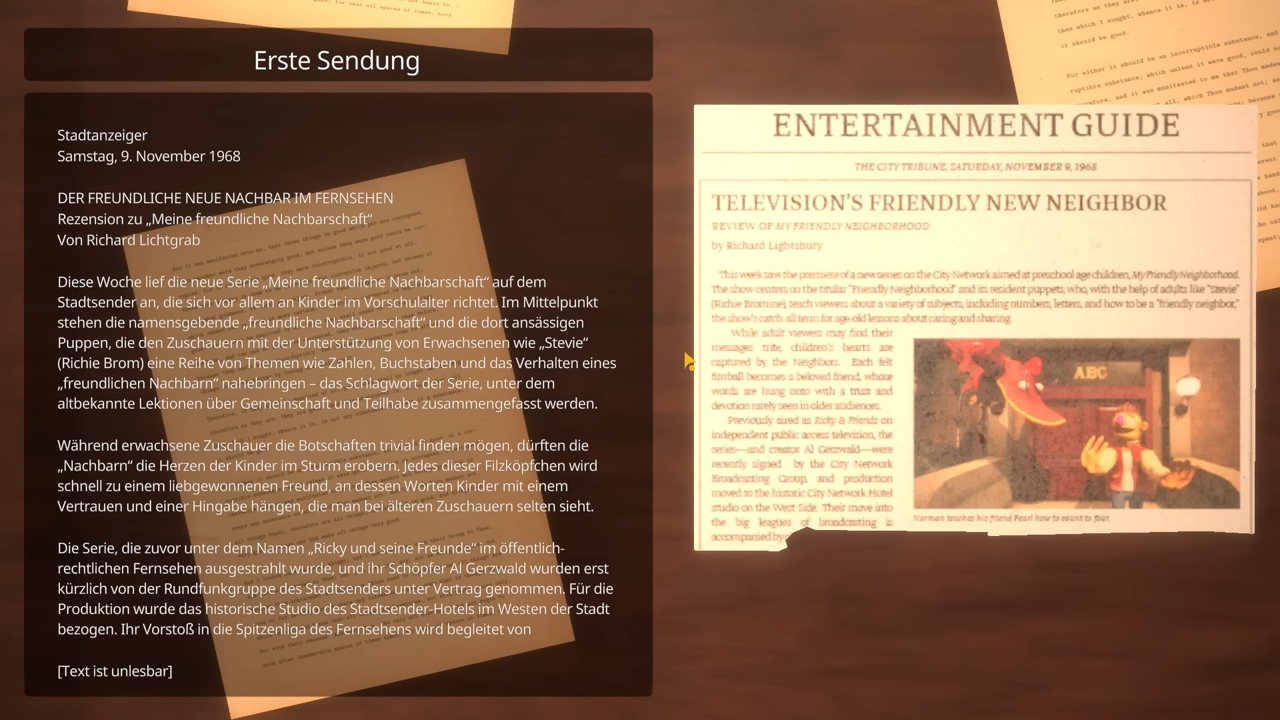 Erste Sendung
Stadtanzeiger
Samstag, 9. November 1968
DER FREUNDLICHE NEUE NACHBAR IM FERNSEHEN
Rezension zu „Meine freundliche Nachbarschaft“
Von Richard Lichtgrab
Diese Woche lief die neue Serie „Meine freundliche Nachbarschaft“ auf dem
Stadtsender an, die sich vor allem an Kinder im Vorschulalter richtet. Im Mittelpunkt
stehen die namensgebende „freundliche Nachbarschaft“ und die dort ansässigen
Puppen, die den Zuschauern mit der Unterstützung von Erwachsenen wie „Stevie“
(Richie Brom) eine Reihe von Themen wie Zahlen, Buchstaben und das Verhalten eines
„freundlichen Nachbarn“ nahebringen – das Schlagwort der Serie, unter dem
altbekannte Lektionen über Gemeinschaft und Teilhabe zusammengefasst werden.
Während erwachsene Zuschauer die Botschaften trivial finden mögen, dürften die
„Nachbarn“ die Herzen der Kinder im Sturm erobern. Jedes dieser Filzköpfchen wird
schnell zu einem liebgewonnenen Freund, an dessen Worten Kinder mit einem
Vertrauen und einer Hingabe hängen, die man bei älteren Zuschauern selten sieht.
Die Serie, die zuvor unter dem Namen „Ricky und seine Freunde“ im öffentlich-
rechtlichen Fernsehen ausgestrahlt wurde, und ihr Schöpfer Al Gerzwald wurden erst
kürzlich von der Rundfunkgruppe des Stadtsenders unter Vertrag genommen. Für die
Produktion wurde das historische Studio des Stadtsender-Hotels im Westen der Stadt
bezogen. Ihr Vorstoß in die Spitzenliga des Fernsehens wird begleitet von
[Text ist unlesbar]
ENTERTAINMENT GUIDE
THE CITY TRIBUNE, SATURDAY, NOVEMBER 9, 1968
TELEVISION'S FRIENDLY NEW NEIGHBOR
REVIEW OF MY FRIENDLY NEIGHBORHOOD
by Richard Lightsbury
This week saw the premiere of a new series on the City Network aimed at preschool age children, My Friendly Neighborhood.
The show centers on the titular "Friendly Neighborhood" and its resident puppets, who, with the help of adults like "Stevie"
(Richie Bromine), teach viewers about a variety of subjects, including numbers, letters, and how to be a "friendly neighbor,"
the show's catch-all term for age-old lessons about caring and sharing.
While adult viewers may find their
messages trite, children's hearts are
captured by the Neighbors. Each felt
furball becomes a beloved friend, whose
words are hung onto with a trust and
devotion rarely seen in older audiences.
Previously aired as Ricky & Friends on
independent public access television, the
series—and creator Al Gerzwald—were
recently signed by the City Network
Broadcasting Group, and production
moved to the historic City Network Hotel
studio on the West Side. Their move into
the big leagues of broadcasting is
accompanied by
ABC
Norman teaches his friend Pearl how to count to four